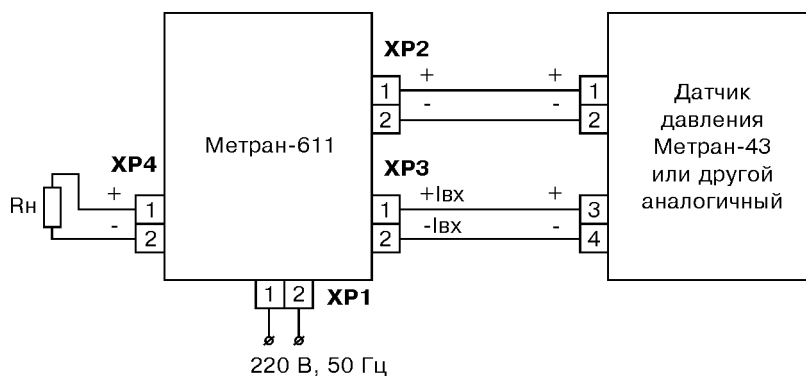 XP2
+ +
1 1
- -
2 2
Метран-611
Датчик
давления
Метран-43
или другой
аналогичный
XP4
+
Rн
1
-
2
XP3
+Iвх +
1 3
-Iвх -
2 4
1 2
XP1
220 В, 50 Гц